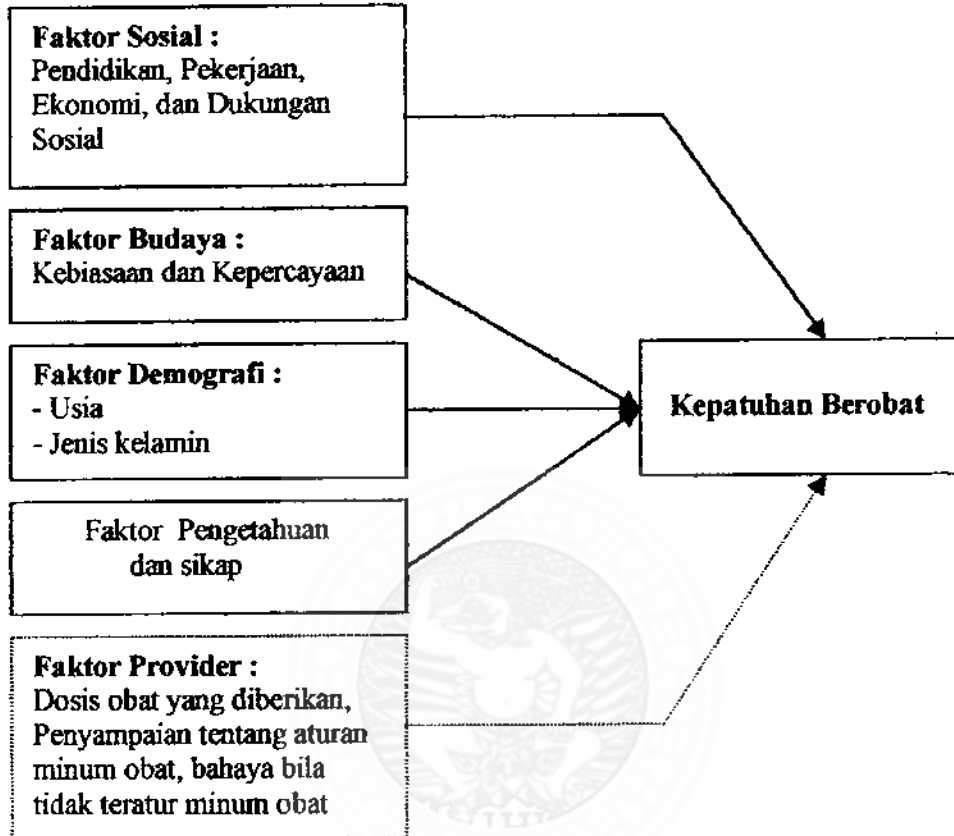 Faktor Sosial :
Pendidikan, Pekerjaan,
Ekonomi, dan Dukungan
Sosial
Faktor Budaya :
Kebiasaan dan Kepercayaan
Faktor Demografi :
- Usia
- Jenis kelamin
Faktor Pengetahuan
dan sikap
Faktor Provider :
Dosis obat yang diberikan,
Penyampaian tentang aturan
minum obat, bahaya bila
tidak teratur minum obat
Kepatuhan Berobat